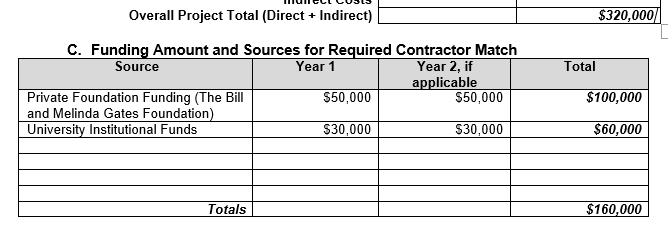 Indirect Costs
Overall Project Total (Direct + Indirect) $320,000/
C. Funding Amount and Sources for Required Contractor Match
Source Year 1 Year 2, if applicable Total
Private Foundation Funding (The Bill and Melinda Gates Foundation) $50,000 $50,000 $100,000
University Institutional Funds $30,000 $30,000 $60,000
Totals $160,000